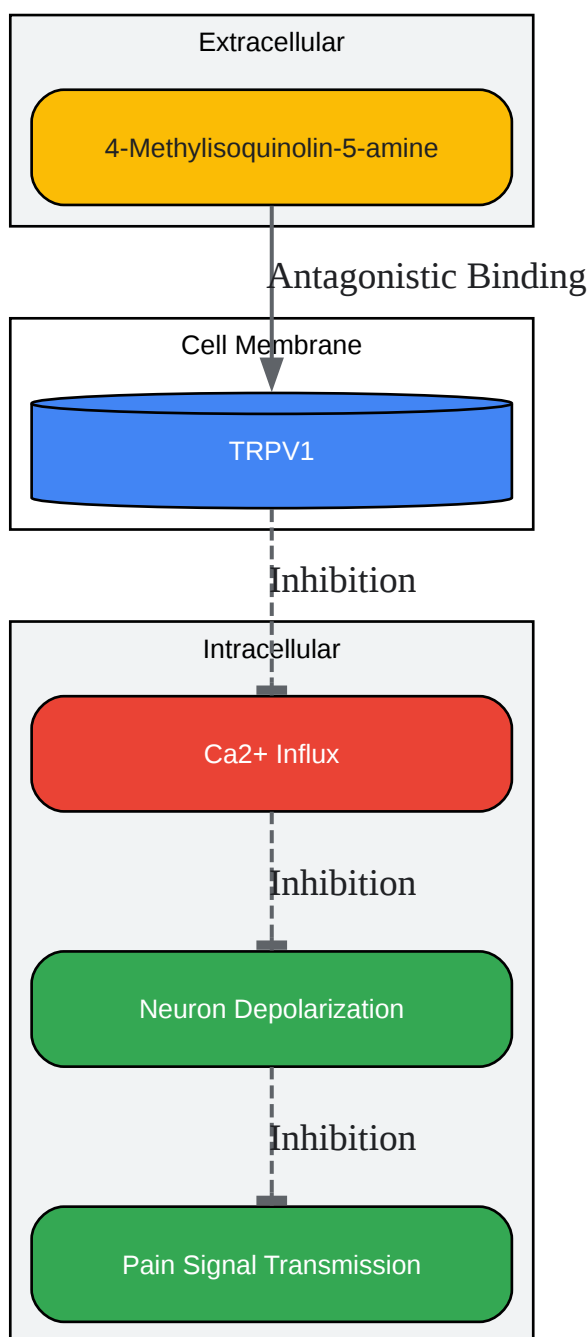 Extracellular
4-Methylisoquinolin-5-amine
Antagonistic Binding
Cell Membrane
TRPV1
Inhibition
Intracellular
Ca2+ Influx
Inhibition
Neuron Depolarization
Inhibition
Pain Signal Transmission